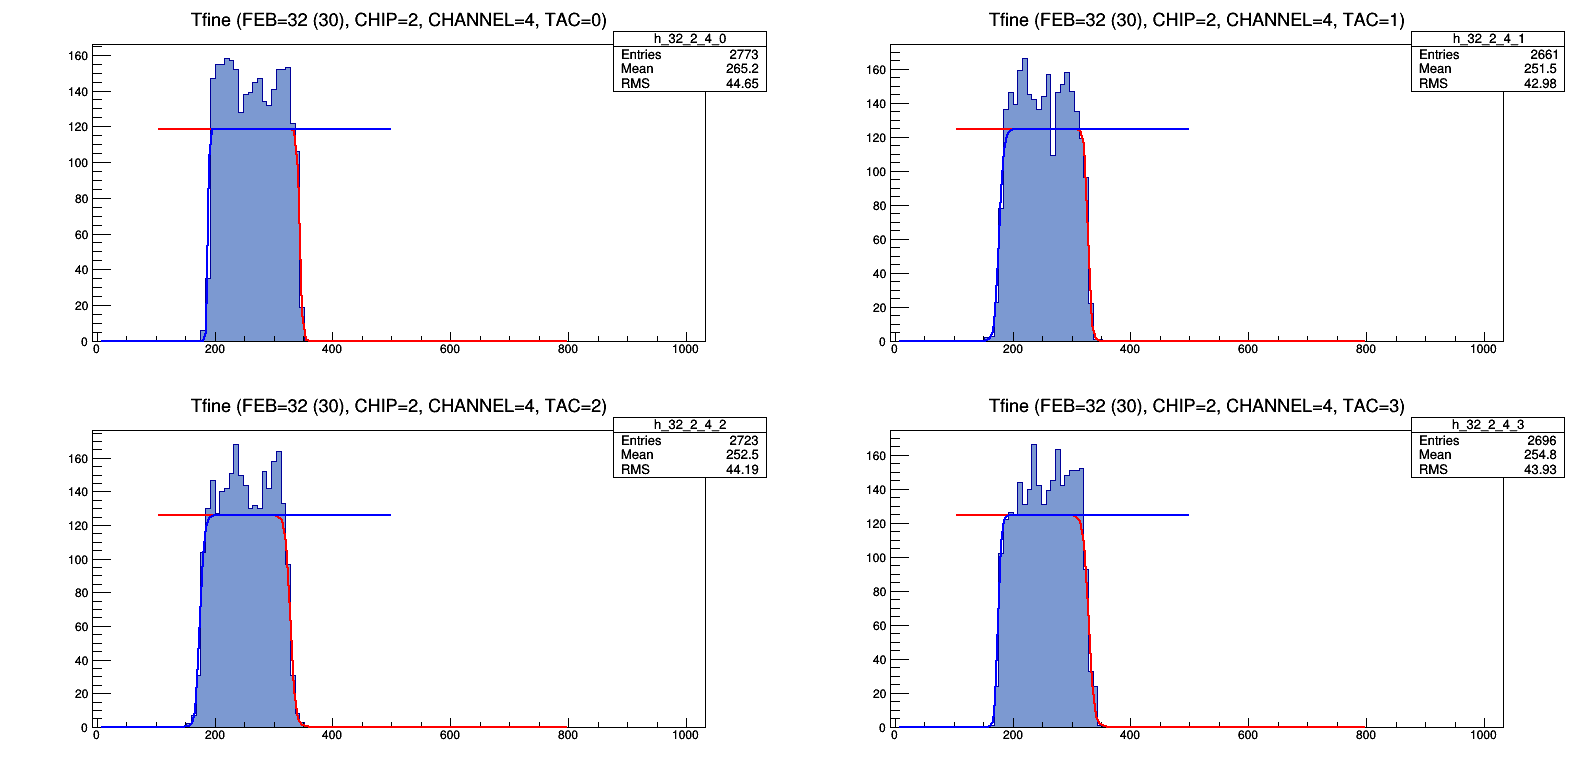 Tfine (FEB=32 (30), CHIP=2, CHANNEL=4, TAC=0)
h_32_2_4_0
Entries 2773
Mean 265.2
RMS 44.65
160
140
120
100
80
60
40
20
0
0 200 400 600 800 1000
Tfine (FEB=32 (30), CHIP=2, CHANNEL=4, TAC=1)
h_32_2_4_1
Entries 2661
Mean 251.5
RMS 42.98
160
140
120
100
80
60
40
20
0
0 200 400 600 800 1000
Tfine (FEB=32 (30), CHIP=2, CHANNEL=4, TAC=2)
h_32_2_4_2
Entries 2723
Mean 252.5
RMS 44.19
160
140
120
100
80
60
40
20
0
0 200 400 600 800 1000
Tfine (FEB=32 (30), CHIP=2, CHANNEL=4, TAC=3)
h_32_2_4_3
Entries 2696
Mean 254.8
RMS 43.93
160
140
120
100
80
60
40
20
0
0 200 400 600 800 1000